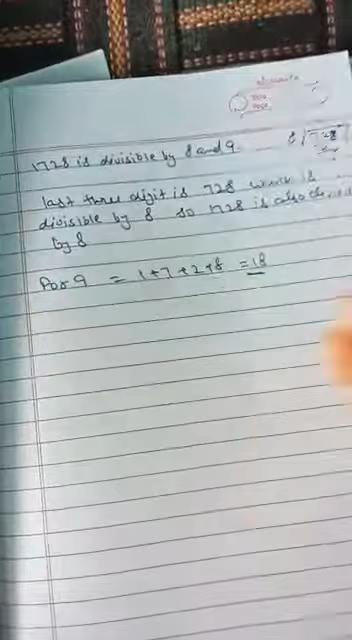 1728 is divisible by 8 and 9.
last three digit is 728 which is
divisible by 8 so 1728 is also
by 8
For 9 = 1+7+2+8 = 18